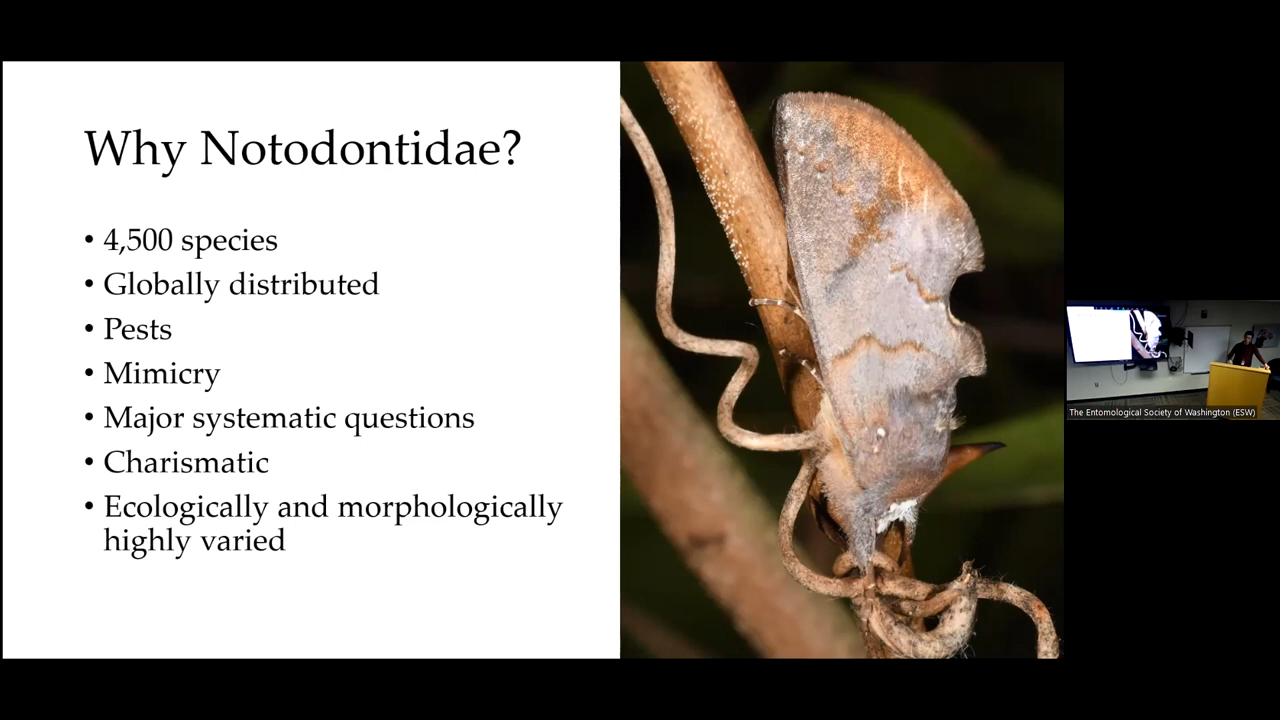 Why Notodontidae?
• 4,500 species
• Globally distributed
• Pests
• Mimicry
• Major systematic questions
• Charismatic
• Ecologically and morphologically
highly varied
The Entomological Society of Washington (ESW)